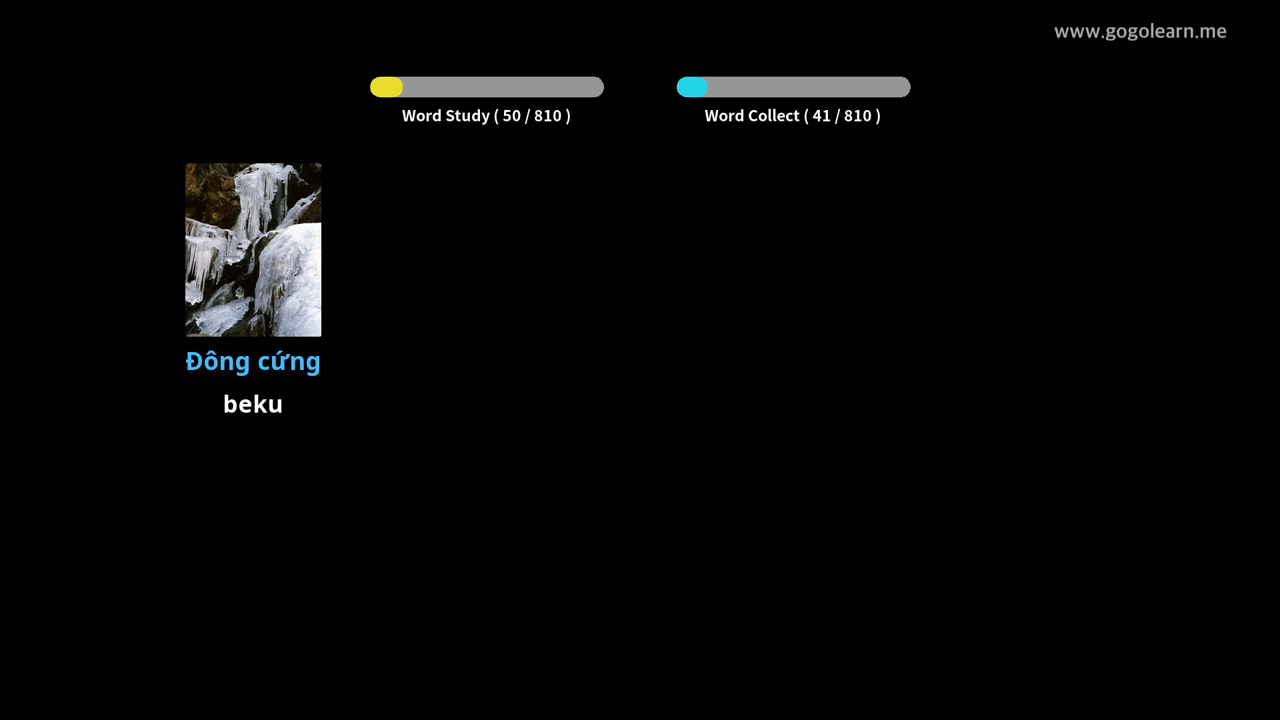 www.gogolearn.me
Word Study ( 50 / 810 )
Word Collect ( 41 / 810 )
Đông cứng
beku